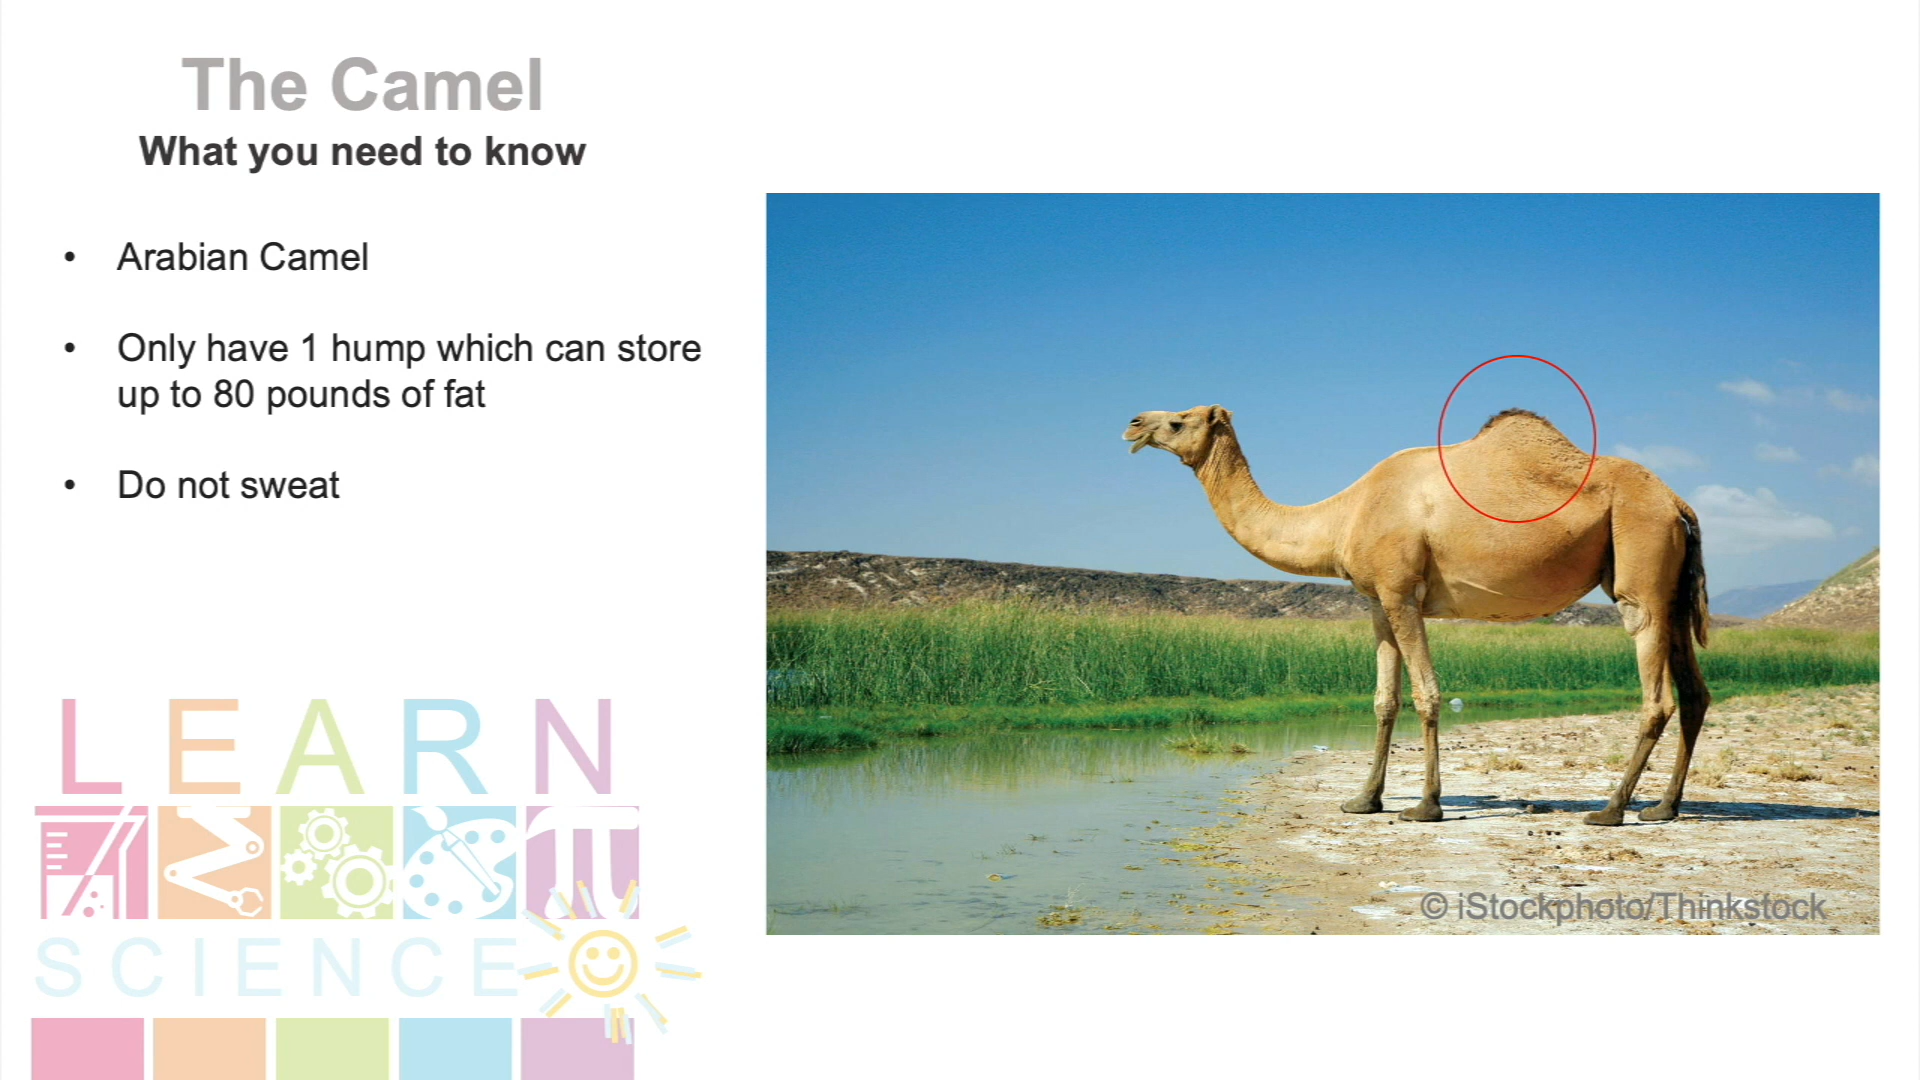 The Camel
What you need to know
• Arabian Camel
• Only have 1 hump which can store
up to 80 pounds of fat
• Do not sweat
LEARN
SCIENCE
© iStockphoto/Thinkstock